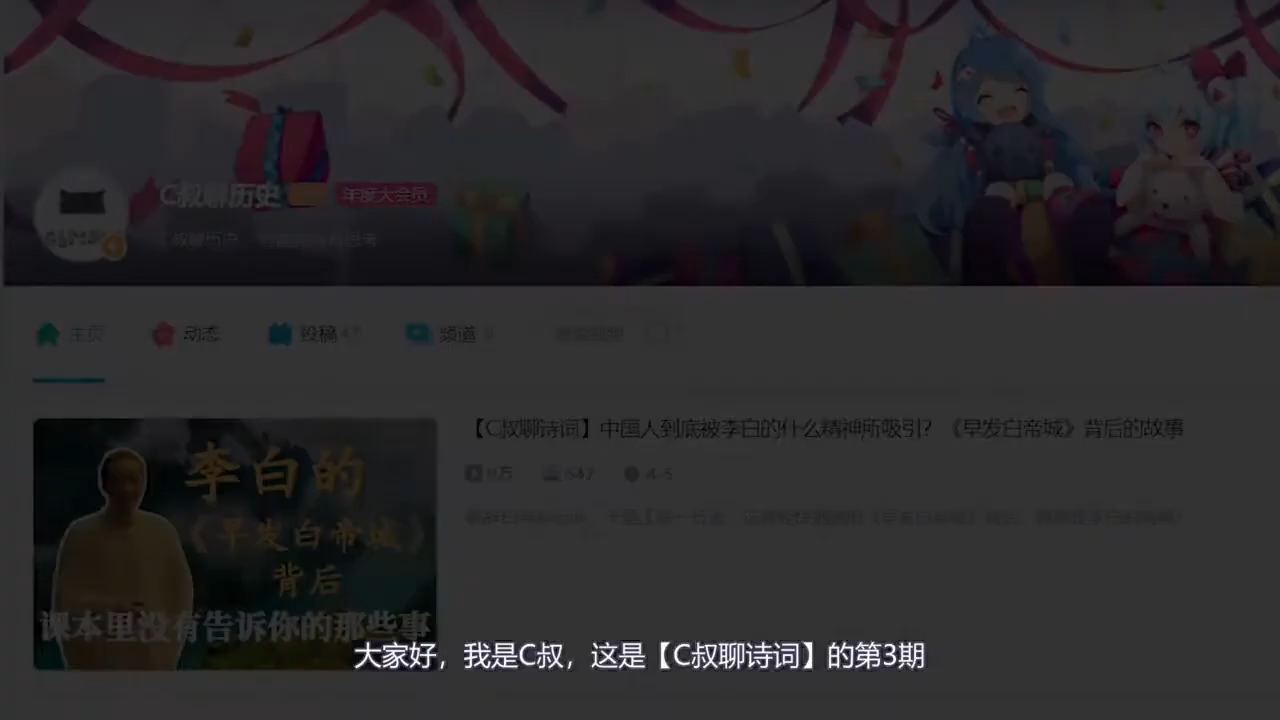 C叔聊历史
年度大会员
主页 动态 投稿 频道
【C叔聊诗词】中国人到底被李白的什么精神所吸引？《早发白帝城》背后的故事
547
4-5
李白的
《早发白帝城》
背后
课本里没有告诉你的那些事
大家好，我是C叔，这是【C叔聊诗词】的第3期